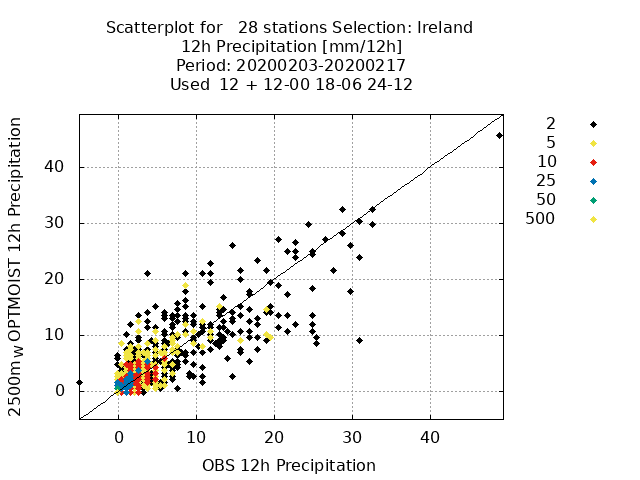 Scatterplot for 28 stations Selection: Ireland
12h Precipitation [mm/12h]
Period: 20200203-20200217
Used 12 + 12-00 18-06 24-12
2500m_W OPTMOIST 12h Precipitation
40
30
20
10
0
0 10 20 30 40
OBS 12h Precipitation
2
5
10
25
50
500